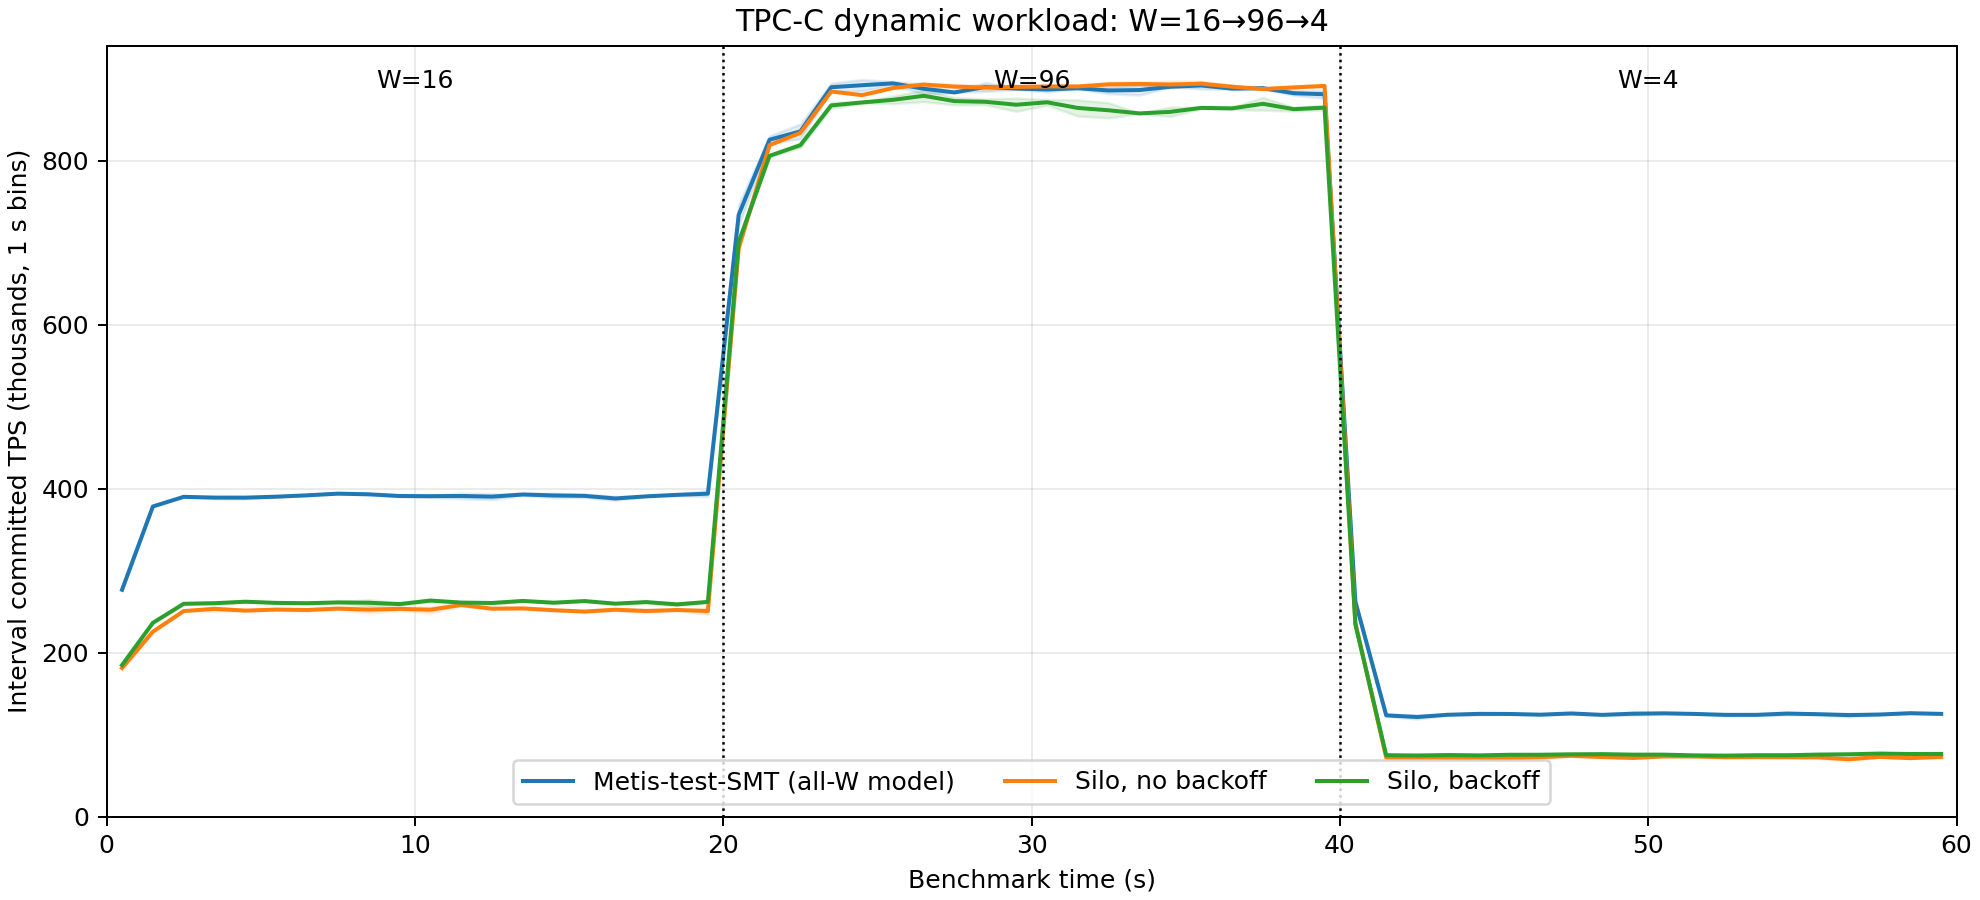 TPC-C dynamic workload: W=16→96→4
W=16
W=96
W=4
Interval committed TPS (thousands, 1 s bins)
800
600
400
200
0
Metis-test-SMT (all-W model)
Silo, no backoff
Silo, backoff
0
10
20
30
40
50
60
Benchmark time (s)